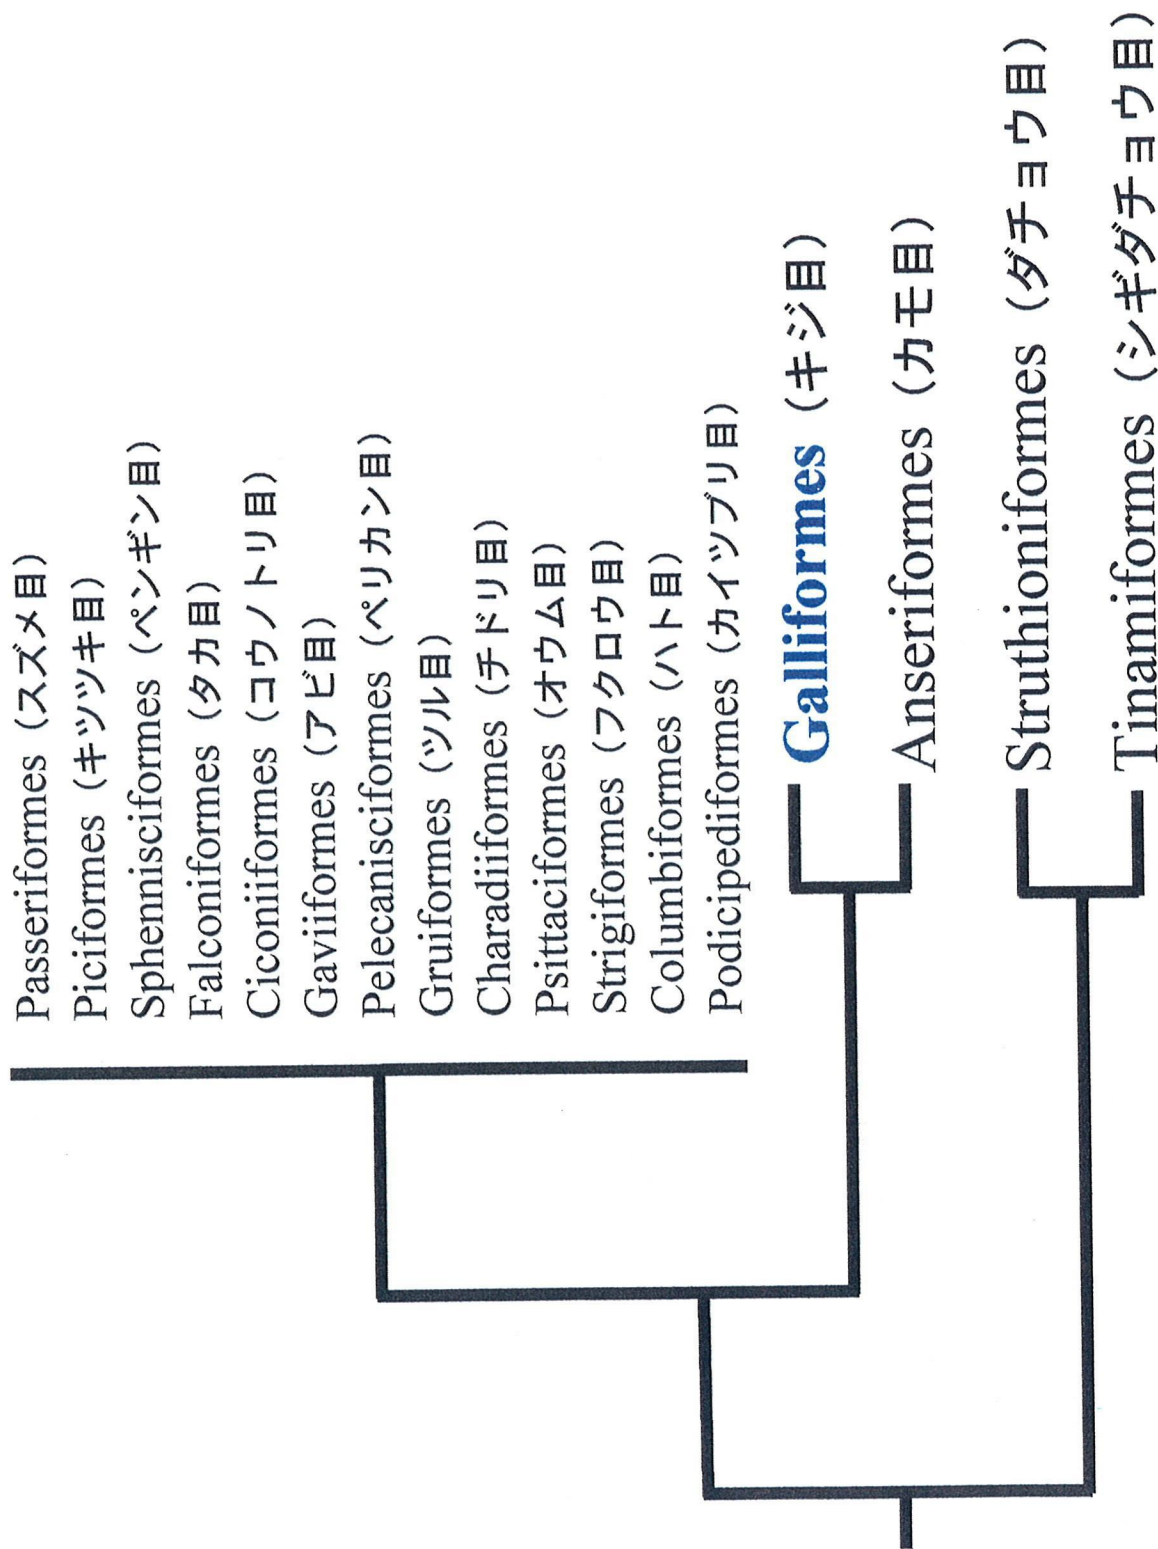 Passeriformes（スズメ目）
Piciformes（キツツキ目）
Sphennisciformes（ペンギン目）
Falconiformes（タカ目）
Ciconiiformes（コウノトリ目）
Gaviiformes（アビ目）
Pelecanisciformes（ペリカン目）
Gruiformes（ツル目）
Charadiiformes（チドリ目）
Psittaciformes（オウム目）
Strigiformes（フクロウ目）
Columbiformes（ハト目）
Podicipediformes（カイツブリ目）
Galliformes（キジ目）
Anseriformes（カモ目）
Struthioniformes（ダチョウ目）
Tinamiformes（シギダチョウ目）